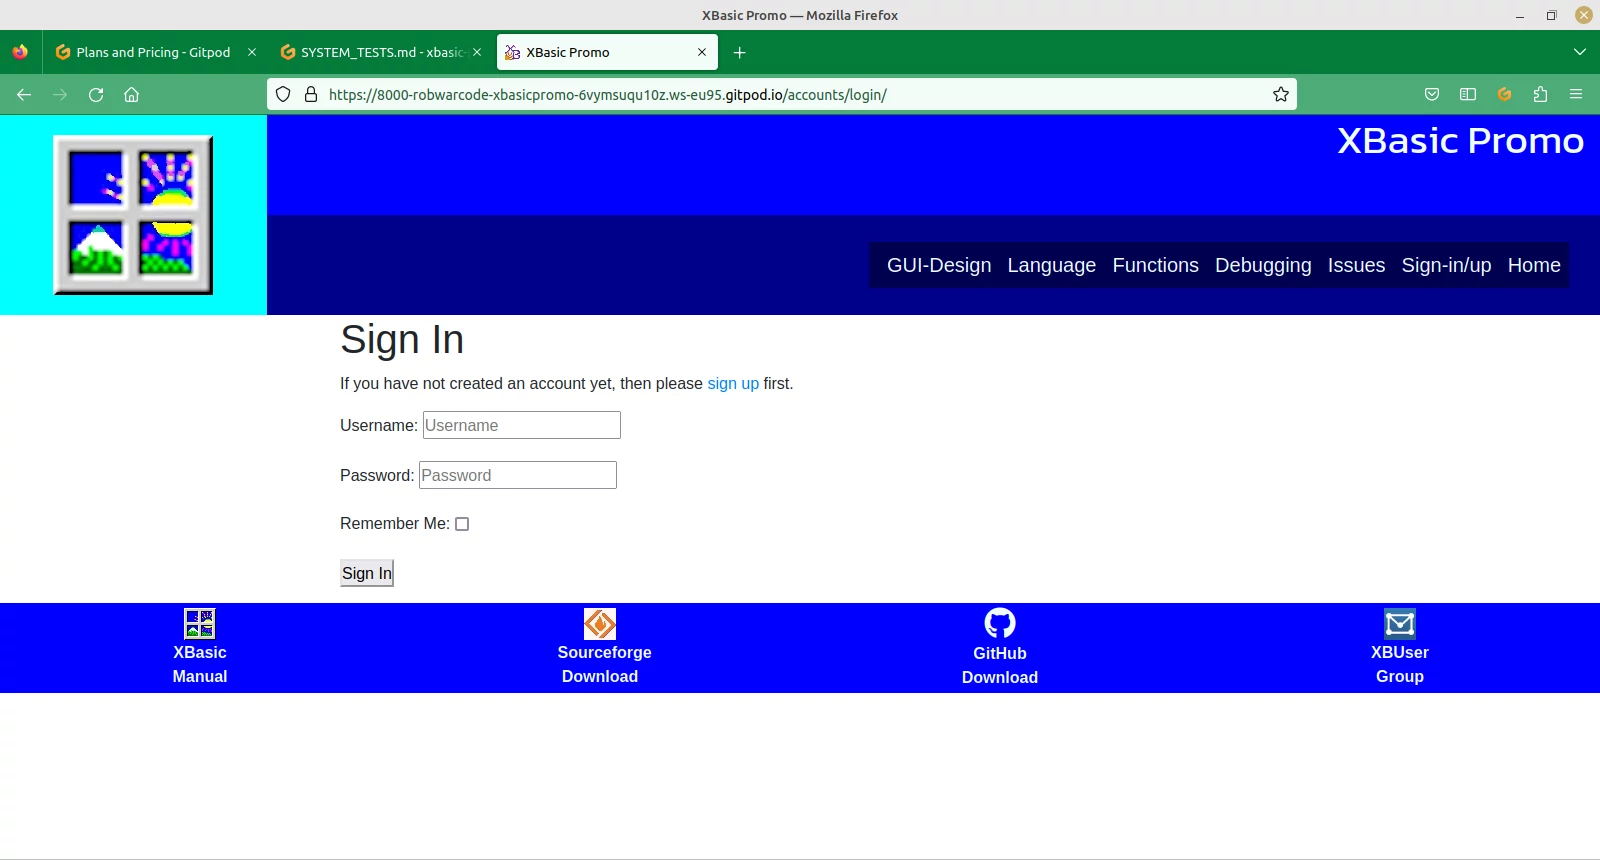 XBasic Promo — Mozilla Firefox
Plans and Pricing - Gitpod
SYSTEM_TESTS.md - xbasic-
XBasic Promo
https://8000-robwarcode-xbasicpromo-6vymsuqu10z.ws-eu95.gitpod.io/accounts/login/
XBasic Promo
GUI-Design Language Functions Debugging Issues Sign-in/up Home
Sign In
If you have not created an account yet, then please sign up first.
Username: Username
Password: Password
Remember Me:
Sign In
XBasic
Manual
Sourceforge
Download
GitHub
Download
XBUser
Group